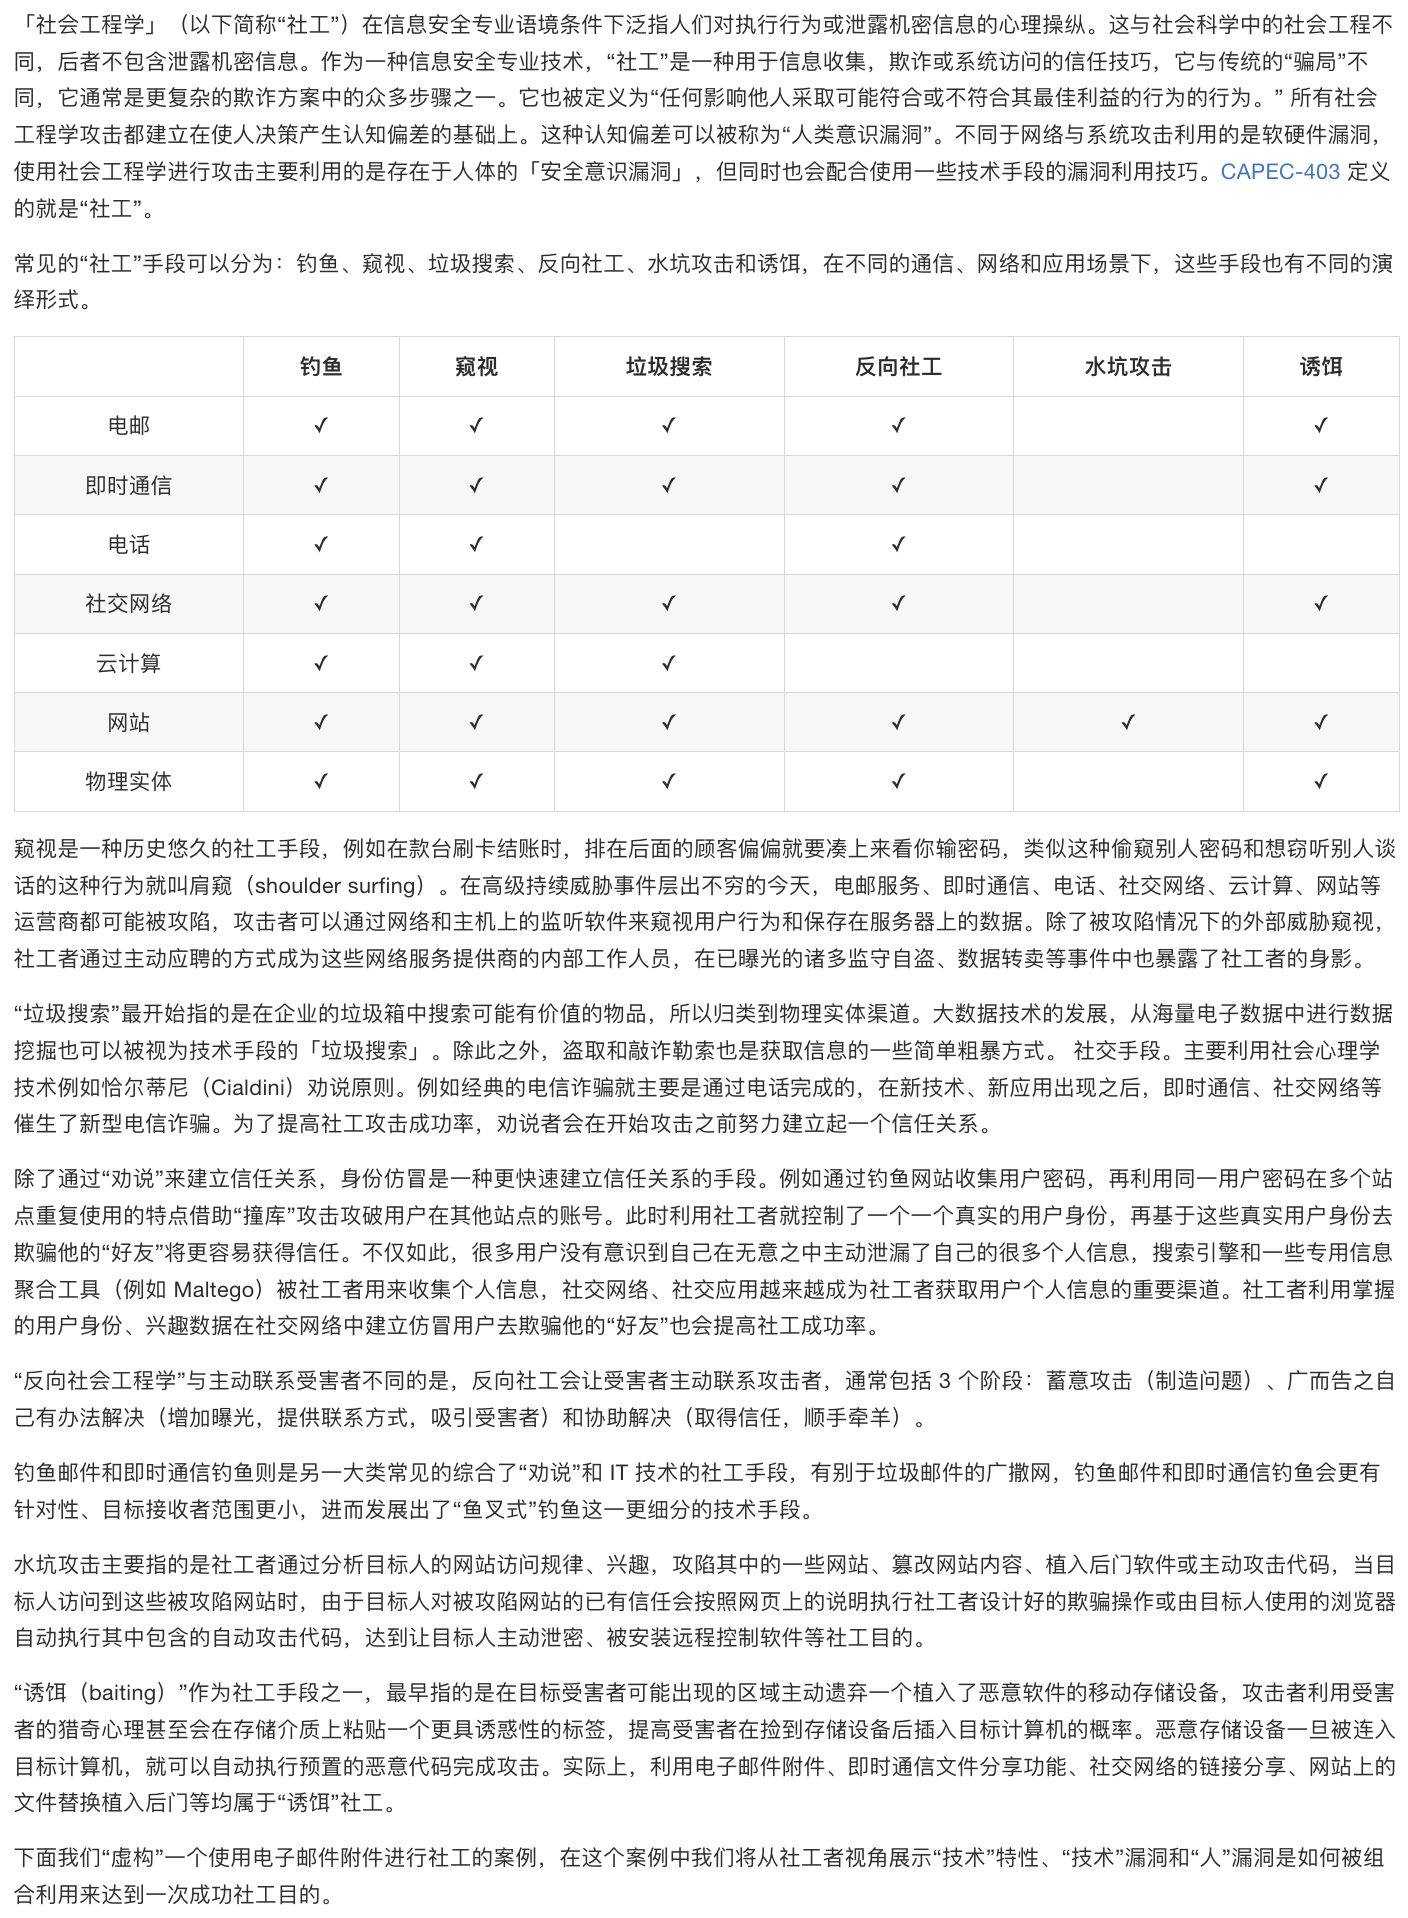 「社会工程学」（以下简称“社工”）在信息安全专业语境条件下泛指人们对执行行为或泄露机密信息的心理操纵。这与社会科学中的社会工程不
同，后者不包含泄露机密信息。作为一种信息安全专业技术，“社工”是一种用于信息收集，欺诈或系统访问的信任技巧，它与传统的“骗局”不
同，它通常是更复杂的欺诈方案中的众多步骤之一。它也被定义为“任何影响他人采取可能符合或不符合其最佳利益的行为的行为。” 所有社会
工程学攻击都建立在使人决策产生认知偏差的基础上。这种认知偏差可以被称为“人类意识漏洞”。不同于网络与系统攻击利用的是软硬件漏洞，
使用社会工程学进行攻击主要利用的是存在于人体的「安全意识漏洞」，但同时也会配合使用一些技术手段的漏洞利用技巧。CAPEC-403 定义
的就是“社工”。
常见的“社工”手段可以分为：钓鱼、窥视、垃圾搜索、反向社工、水坑攻击和诱饵，在不同的通信、网络和应用场景下，这些手段也有不同的演
绎形式。
钓鱼 窥视 垃圾搜索 反向社工 水坑攻击 诱饵
电邮 ✓ ✓ ✓ ✓ ✓
即时通信 ✓ ✓ ✓ ✓ ✓
电话 ✓ ✓ ✓
社交网络 ✓ ✓ ✓ ✓ ✓
云计算 ✓ ✓ ✓
网站 ✓ ✓ ✓ ✓ ✓ ✓
物理实体 ✓ ✓ ✓ ✓ ✓
窥视是一种历史悠久的社工手段，例如在款台刷卡结账时，排在后面的顾客偏偏就要凑上来看你输密码，类似这种偷窥别人密码和想窃听别人谈
话的这种行为就叫肩窥（shoulder surfing）。在高级持续威胁事件层出不穷的今天，电邮服务、即时通信、电话、社交网络、云计算、网站等
运营商都可能被攻陷，攻击者可以通过网络和主机上的监听软件来窥视用户行为和保存在服务器上的数据。除了被攻陷情况下的外部威胁窥视，
社工者通过主动应聘的方式成为这些网络服务提供商的内部工作人员，在已曝光的诸多监守自盗、数据转卖等事件中也暴露了社工者的身影。
“垃圾搜索”最开始指的是在企业的垃圾箱中搜索可能有价值的物品，所以归类到物理实体渠道。大数据技术的发展，从海量电子数据中进行数据
挖掘也可以被视为技术手段的「垃圾搜索」。除此之外，盗取和敲诈勒索也是获取信息的一些简单粗暴方式。 社交手段。主要利用社会心理学
技术例如恰尔蒂尼（Cialdini）劝说原则。例如经典的电信诈骗就主要是通过电话完成的，在新技术、新应用出现之后，即时通信、社交网络等
催生了新型电信诈骗。为了提高社工攻击成功率，劝说者会在开始攻击之前努力建立起一个信任关系。
除了通过“劝说”来建立信任关系，身份仿冒是一种更快速建立信任关系的手段。例如通过钓鱼网站收集用户密码，再利用同一用户密码在多个站
点重复使用的特点借助“撞库”攻击攻破用户在其他站点的账号。此时利用社工者就控制了一个一个真实的用户身份，再基于这些真实用户身份去
欺骗他的“好友”将更容易获得信任。不仅如此，很多用户没有意识到自己在无意之中主动泄漏了自己的很多个人信息，搜索引擎和一些专用信息
聚合工具（例如 Maltego）被社工者用来收集个人信息，社交网络、社交应用越来越成为社工者获取用户个人信息的重要渠道。社工者利用掌握
的用户身份、兴趣数据在社交网络中建立仿冒用户去欺骗他的“好友”也会提高社工成功率。
“反向社会工程学”与主动联系受害者不同的是，反向社工会让受害者主动联系攻击者，通常包括 3 个阶段：蓄意攻击（制造问题）、广而告之自
己有办法解决（增加曝光，提供联系方式，吸引受害者）和协助解决（取得信任，顺手牵羊）。
钓鱼邮件和即时通信钓鱼则是另一大类常见的综合了“劝说”和 IT 技术的社工手段，有别于垃圾邮件的广撒网，钓鱼邮件和即时通信钓鱼会更有
针对性、目标接收者范围更小，进而发展出了“鱼叉式”钓鱼这一更细分的技术手段。
水坑攻击主要指的是社工者通过分析目标人的网站访问规律、兴趣，攻陷其中的一些网站、篡改网站内容、植入后门软件或主动攻击代码，当目
标人访问到这些被攻陷网站时，由于目标人对被攻陷网站的已有信任会按照网页上的说明执行社工者设计好的欺骗操作或由目标人使用的浏览器
自动执行其中包含的自动攻击代码，达到让目标人主动泄密、被安装远程控制软件等社工目的。
“诱饵（baiting）”作为社工手段之一，最早指的是在目标受害者可能出现的区域主动遗弃一个植入了恶意软件的移动存储设备，攻击者利用受害
者的猎奇心理甚至会在存储介质上粘贴一个更具诱惑性的标签，提高受害者在捡到存储设备后插入目标计算机的概率。恶意存储设备一旦被连入
目标计算机，就可以自动执行预置的恶意代码完成攻击。实际上，利用电子邮件附件、即时通信文件分享功能、社交网络的链接分享、网站上的
文件替换植入后门等均属于“诱饵”社工。
下面我们“虚构”一个使用电子邮件附件进行社工的案例，在这个案例中我们将从社工者视角展示“技术”特性、“技术”漏洞和“人”漏洞是如何被组
合利用来达到一次成功社工目的。